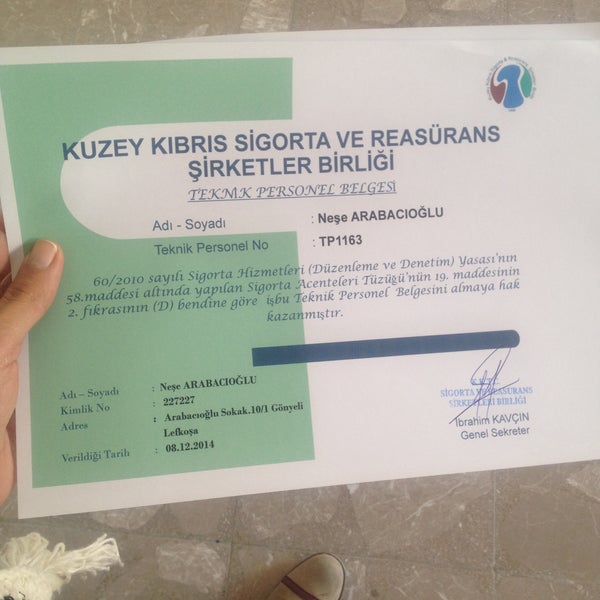 KUZEY KIBRIS SİGORTA VE REASÜRANS
ŞİRKETLER BİRLİĞİ
TEKNIK PERSONEL BELGESİ
Adı - Soyadı : Neşe ARABACIOĞLU
Teknik Personel No : TP1163
60/2010 sayılı Sigorta Hizmetleri (Düzenleme ve Denetim) Yasası'nın
58.maddesi altında yapılan Sigorta Acenteleri Tüzüğü'nün 19. maddesinin
2. fıkrasının (D) bendine göre işbu Teknik Personel Belgesini almaya hak
kazanmıştır.
Adı – Soyadı : Neşe ARABACIOĞLU
Kimlik No : 227227
Adres : Arabacıoğlu Sokak.10/1 Gönyeli
Lefkoşa
Verildiği Tarih : 08.12.2014
K.K.T.C.
SİGORTA VE REASURANS
ŞİRKETLERİ BİRLİĞİ
İbrahim KAVÇIN
Genel Sekreter